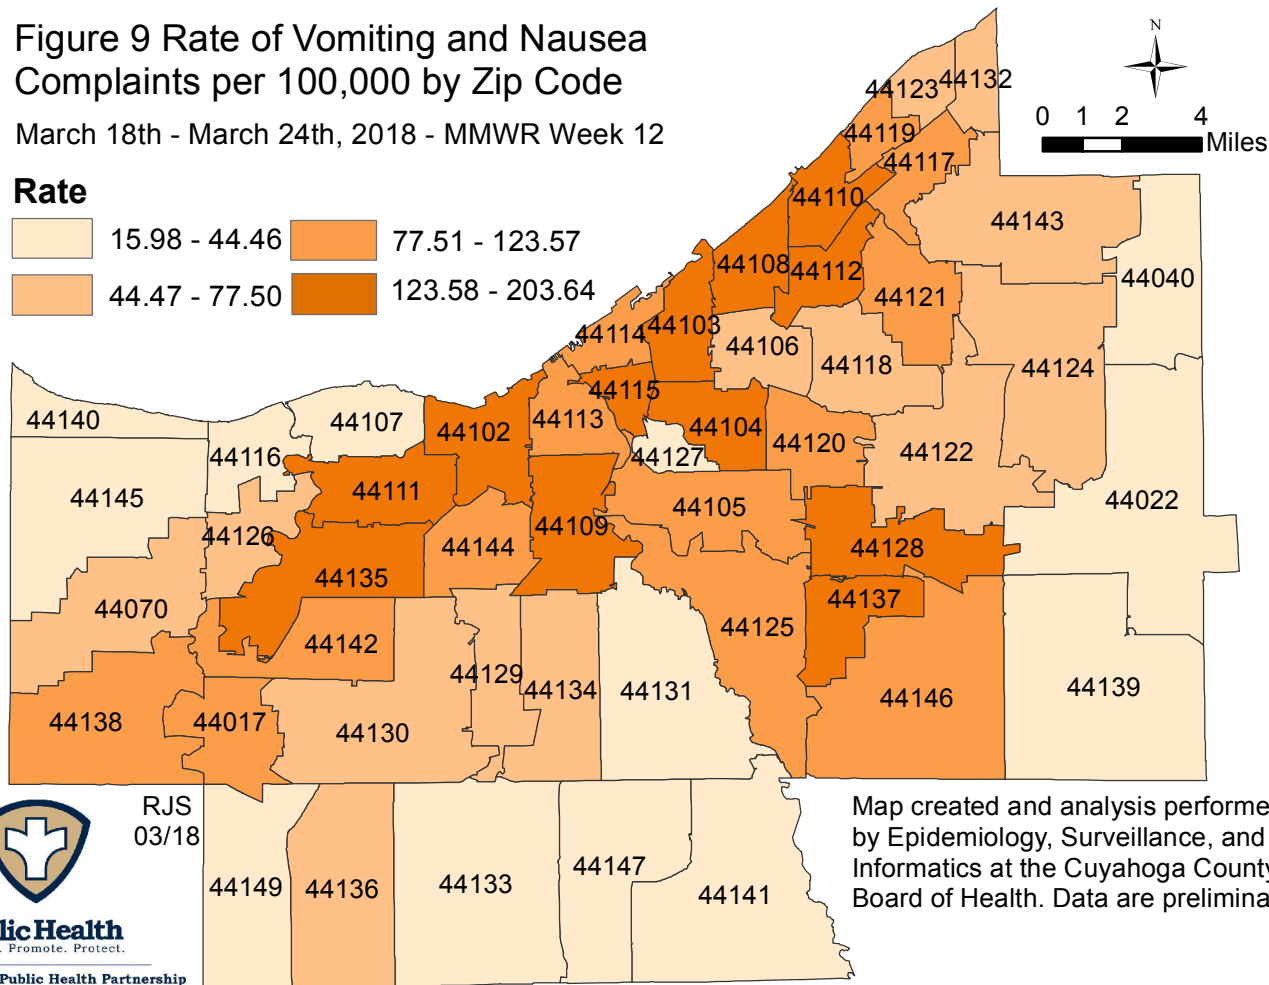 Figure 9 Rate of Vomiting and Nausea
Complaints per 100,000 by Zip Code
March 18th - March 24th, 2018 - MMWR Week 12
Rate
15.98 - 44.46
77.51 - 123.57
44.47 - 77.50
123.58 - 203.64
N
0 1 2 4
Miles
44123
44132
44119
44117
44110
44143
44108
44112
44040
44121
44114
44103
44106
44118
44124
44115
44140
44107
44102
44113
44104
44120
44116
44127
44122
44145
44111
44105
44022
44126
44109
44144
44128
44135
44070
44137
44142
44125
44129
44134
44131
44139
44146
44138
44017
44130
RJS
03/18
44149
44136
44133
44147
44141
Map created and analysis performe
by Epidemiology, Surveillance, and
Informatics at the Cuyahoga County
Board of Health. Data are prelimina
lic Health
. Promote. Protect.
Public Health Partnership